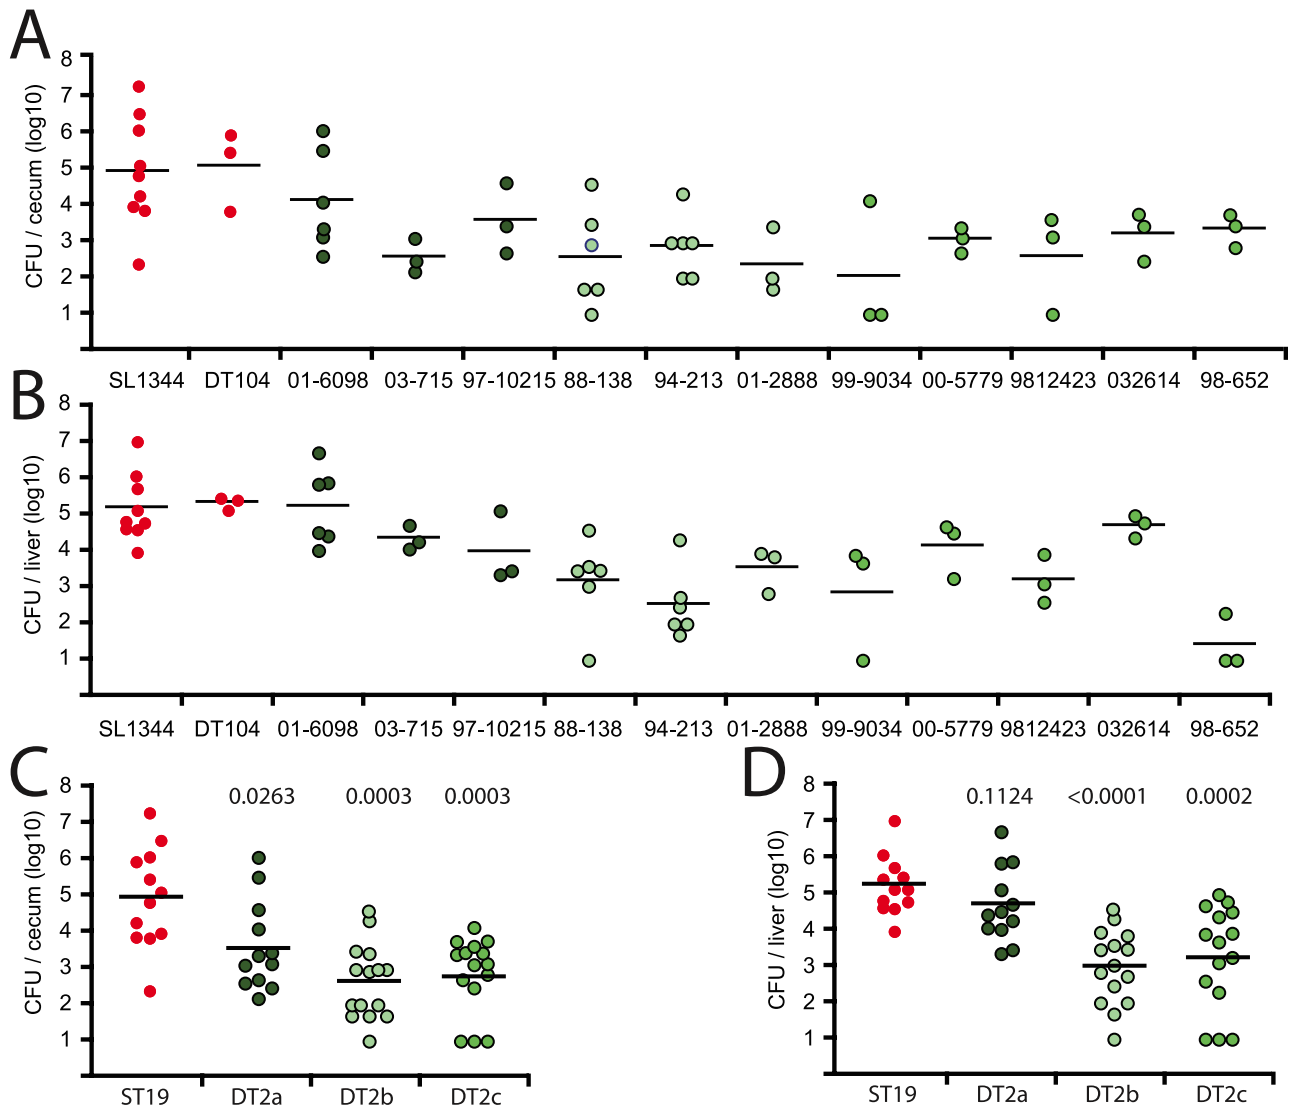 A
CFU / cecum (log10)
8
7
6
5
4
3
2
1
SL1344 DT104 01-6098 03-715 97-10215 88-138 94-213 01-2888 99-9034 00-5779 9812423 032614 98-652
B
CFU / liver (log10)
8
7
6
5
4
3
2
1
SL1344 DT104 01-6098 03-715 97-10215 88-138 94-213 01-2888 99-9034 00-5779 9812423 032614 98-652
C
CFU / cecum (log10)
8
7
6
5
4
3
2
1
0.0263 0.0003 0.0003
ST19 DT2a DT2b DT2c
D
CFU / liver (log10)
8
7
6
5
4
3
2
1
0.1124 <0.0001 0.0002
ST19 DT2a DT2b DT2c